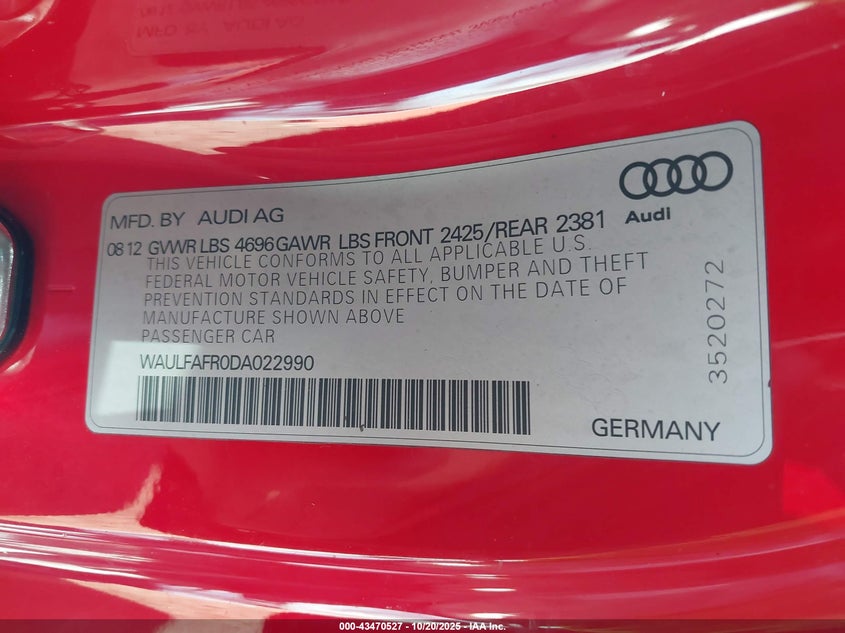 MFD. BY AUDI AG
Audi
08 12 GVWR LBS 4696 GAWR LBS FRONT 2425/REAR 2381
THIS VEHICLE CONFORMS TO ALL APPLICABLE U.S.
FEDERAL MOTOR VEHICLE SAFETY, BUMPER AND THEFT
PREVENTION STANDARDS IN EFFECT ON THE DATE OF
MANUFACTURE SHOWN ABOVE
PASSENGER CAR
WAULFAFR0DA022990
GERMANY
3520272
000-43470527 - 10/20/2025 - IAA Inc.